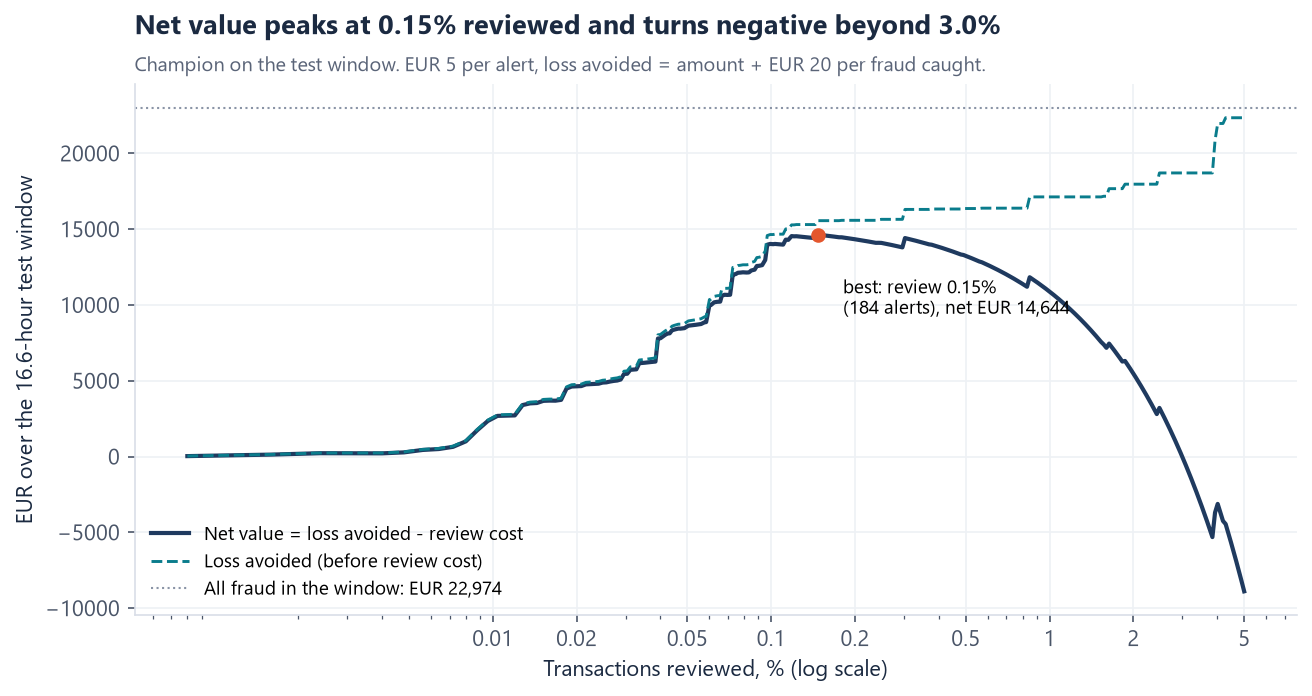 Net value peaks at 0.15% reviewed and turns negative beyond 3.0%
Champion on the test window. EUR 5 per alert, loss avoided = amount + EUR 20 per fraud caught.
EUR over the 16.6-hour test window
20000
15000
10000
5000
0
−5000
−10000
best: review 0.15%
(184 alerts), net EUR 14,644
Net value = loss avoided - review cost
Loss avoided (before review cost)
All fraud in the window: EUR 22,974
0.01 0.02 0.05 0.1 0.2 0.5 1 2 5
Transactions reviewed, % (log scale)